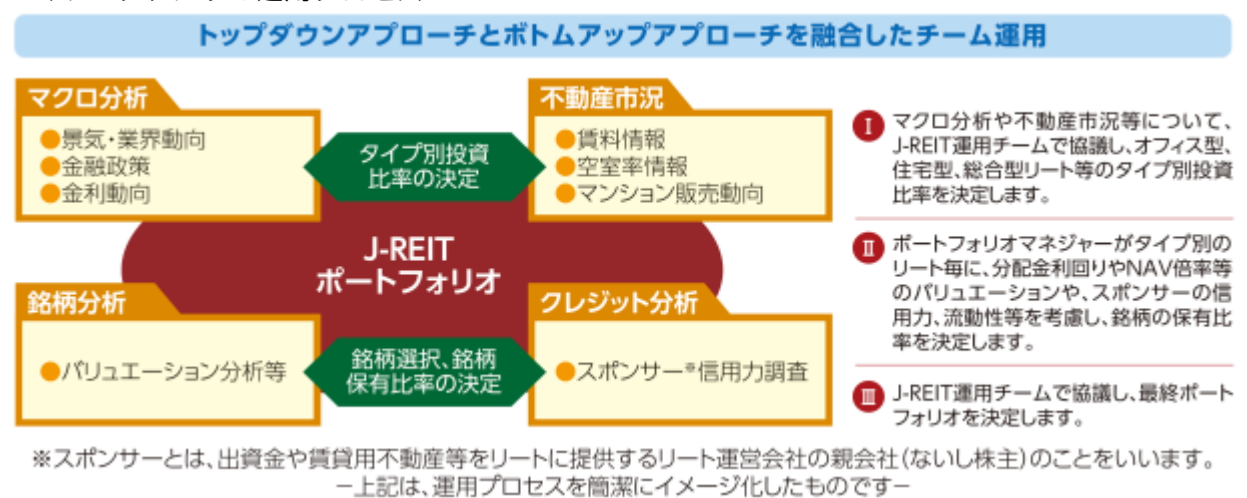 トップダウンアプローチとボトムアップアプローチを融合したチーム運用
マクロ分析
●景気・業界動向
●金融政策
●金利動向
タイプ別投資
比率の決定
不動産市況
●賃料情報
●空室率情報
●マンション販売動向
J-REIT
ポートフォリオ
銘柄分析
●バリュエーション分析等
銘柄選択、銘柄
保有比率の決定
クレジット分析
●スポンサー※信用力調査
Ⅰ マクロ分析や不動産市況等について、
J-REIT運用チームで協議し、オフィス型、
住宅型、総合型リート等のタイプ別投資
比率を決定します。
Ⅱ ポートフォリオマネジャーがタイプ別の
リート毎に、分配金利回りやNAV倍率等
のバリュエーションや、スポンサーの信
用力、流動性等を考慮し、銘柄の保有比
率を決定します。
Ⅲ J-REIT運用チームで協議し、最終ポート
フォリオを決定します。
※スポンサーとは、出資金や賃貸用不動産等をリートに提供するリート運営会社の親会社(ないし株主)のことをいいます。
−上記は、運用プロセスを簡潔にイメージ化したものです−